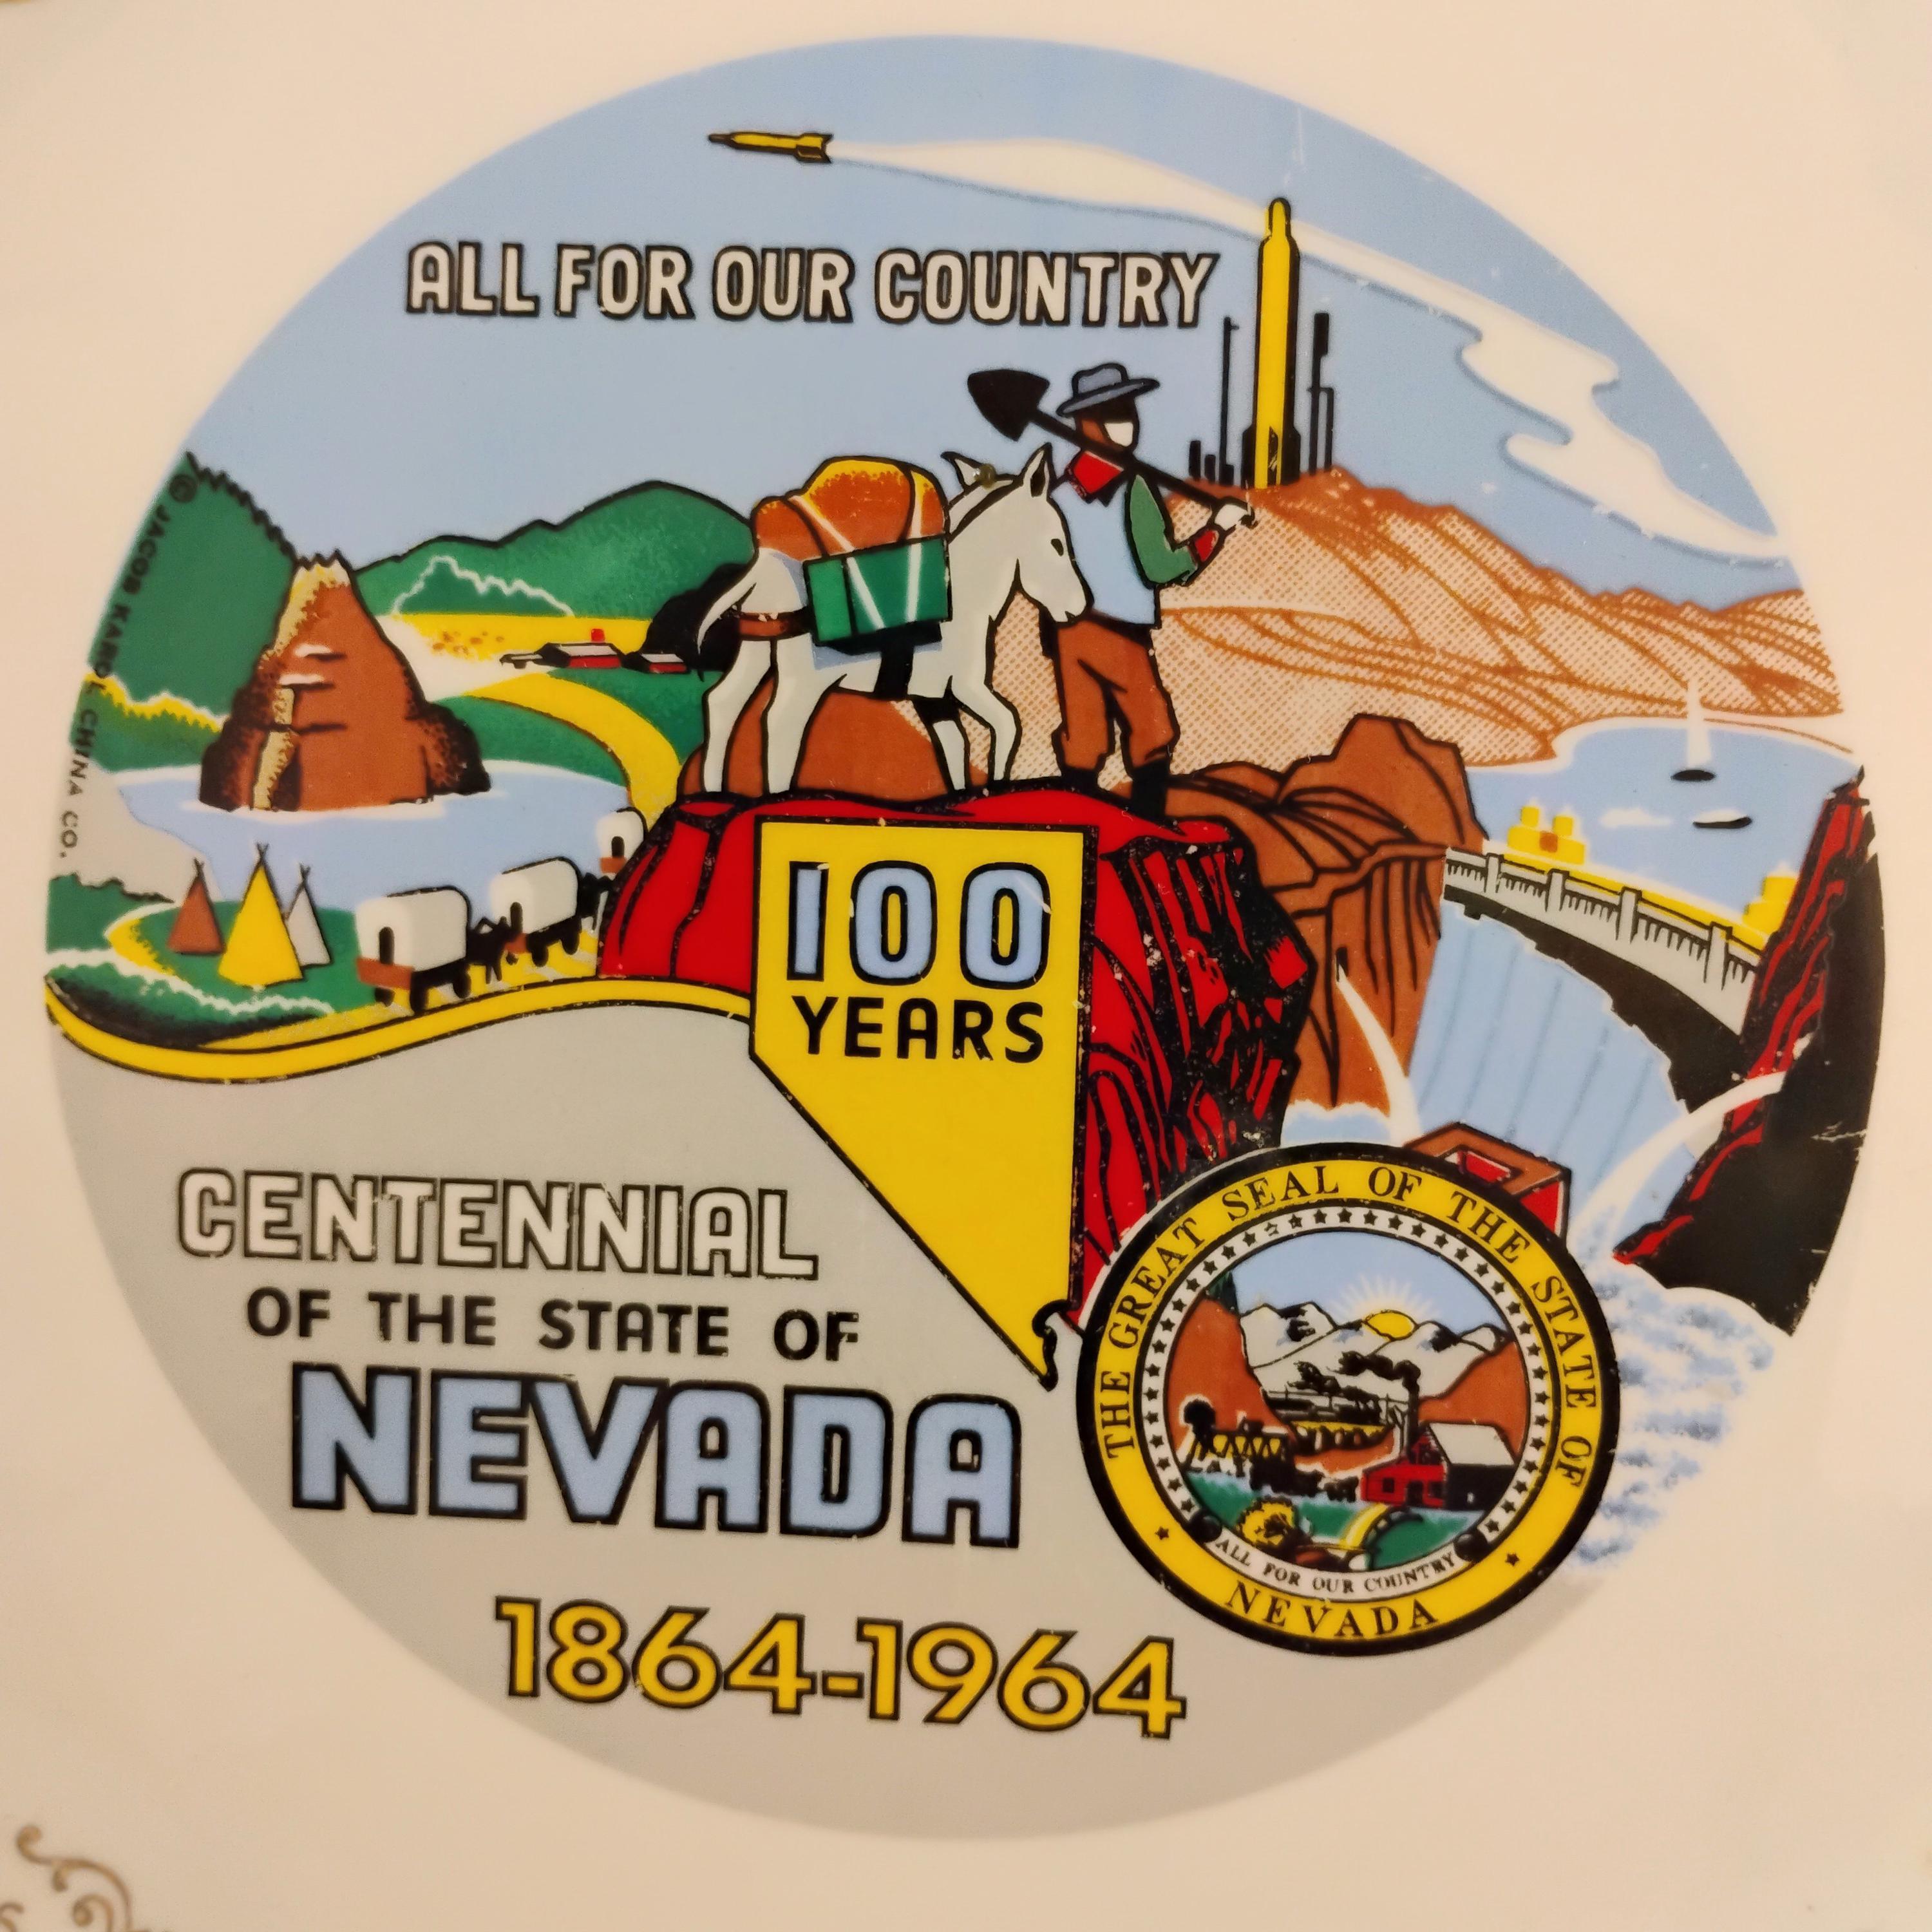 ALL FOR OUR COUNTRY
© JACOB KAROL CHINA CO.
100
YEARS
CENTENNIAL
OF THE STATE OF
NEVADA
1864-1964
THE GREAT SEAL OF THE STATE OF
NEVADA
ALL FOR OUR COUNTRY